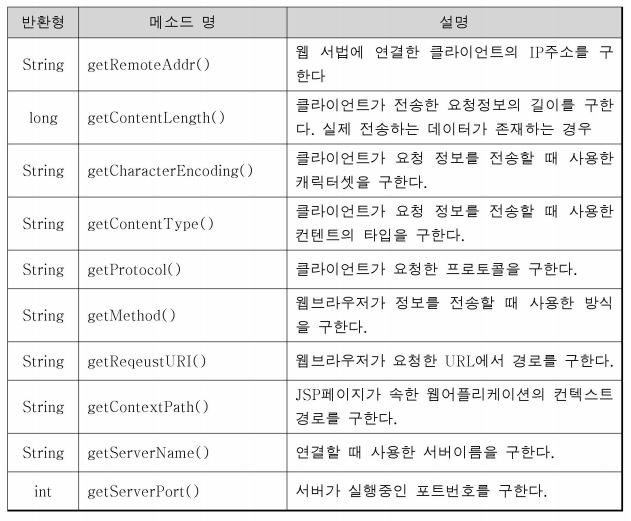 반환형 메소드 명 설명
String getRemoteAddr() 웹 서법에 연결한 클라이언트의 IP주소를 구
한다
long getContentLength() 클라이언트가 전송한 요청정보의 길이를 구한
다. 실제 전송하는 데이터가 존재하는 경우
String getCharacterEncoding() 클라이언트가 요청 정보를 전송할 때 사용한
캐릭터셋을 구한다.
String getContentType() 클라이언트가 요청 정보를 전송할 때 사용한
컨텐트의 타입을 구한다.
String getProtocol() 클라이언트가 요청한 프로토콜을 구한다.
String getMethod() 웹브라우저가 정보를 전송할 때 사용한 방식
을 구한다.
String getReqeustURI() 웹브라우저가 요청한 URL에서 경로를 구한다.
String getContextPath() JSP페이지가 속한 웹어플리케이션의 컨텍스트
경로를 구한다.
String getServerName() 연결할 때 사용한 서버이름을 구한다.
int getServerPort() 서버가 실행중인 포트번호를 구한다.